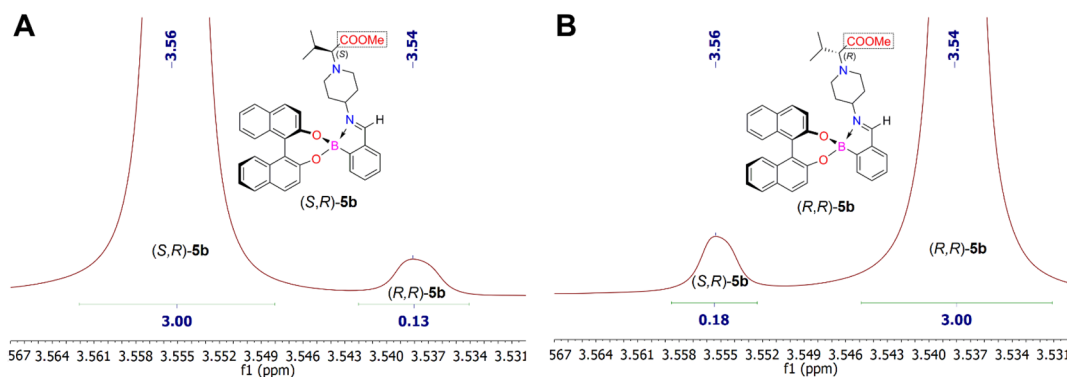 A
3.56
3.54
COOMe
(S)
N
N
H
O
B
O
(S,R)-5b
(S,R)-5b
(R,R)-5b
3.00
0.13
567 3.564 3.561 3.558 3.555 3.552 3.549 3.546 3.543 3.540 3.537 3.534 3.531
f1 (ppm)
B
3.56
3.54
COOMe
(R)
N
N
H
O
B
O
(R,R)-5b
(S,R)-5b
(R,R)-5b
0.18
3.00
567 3.564 3.561 3.558 3.555 3.552 3.549 3.546 3.543 3.540 3.537 3.534 3.531
f1 (ppm)